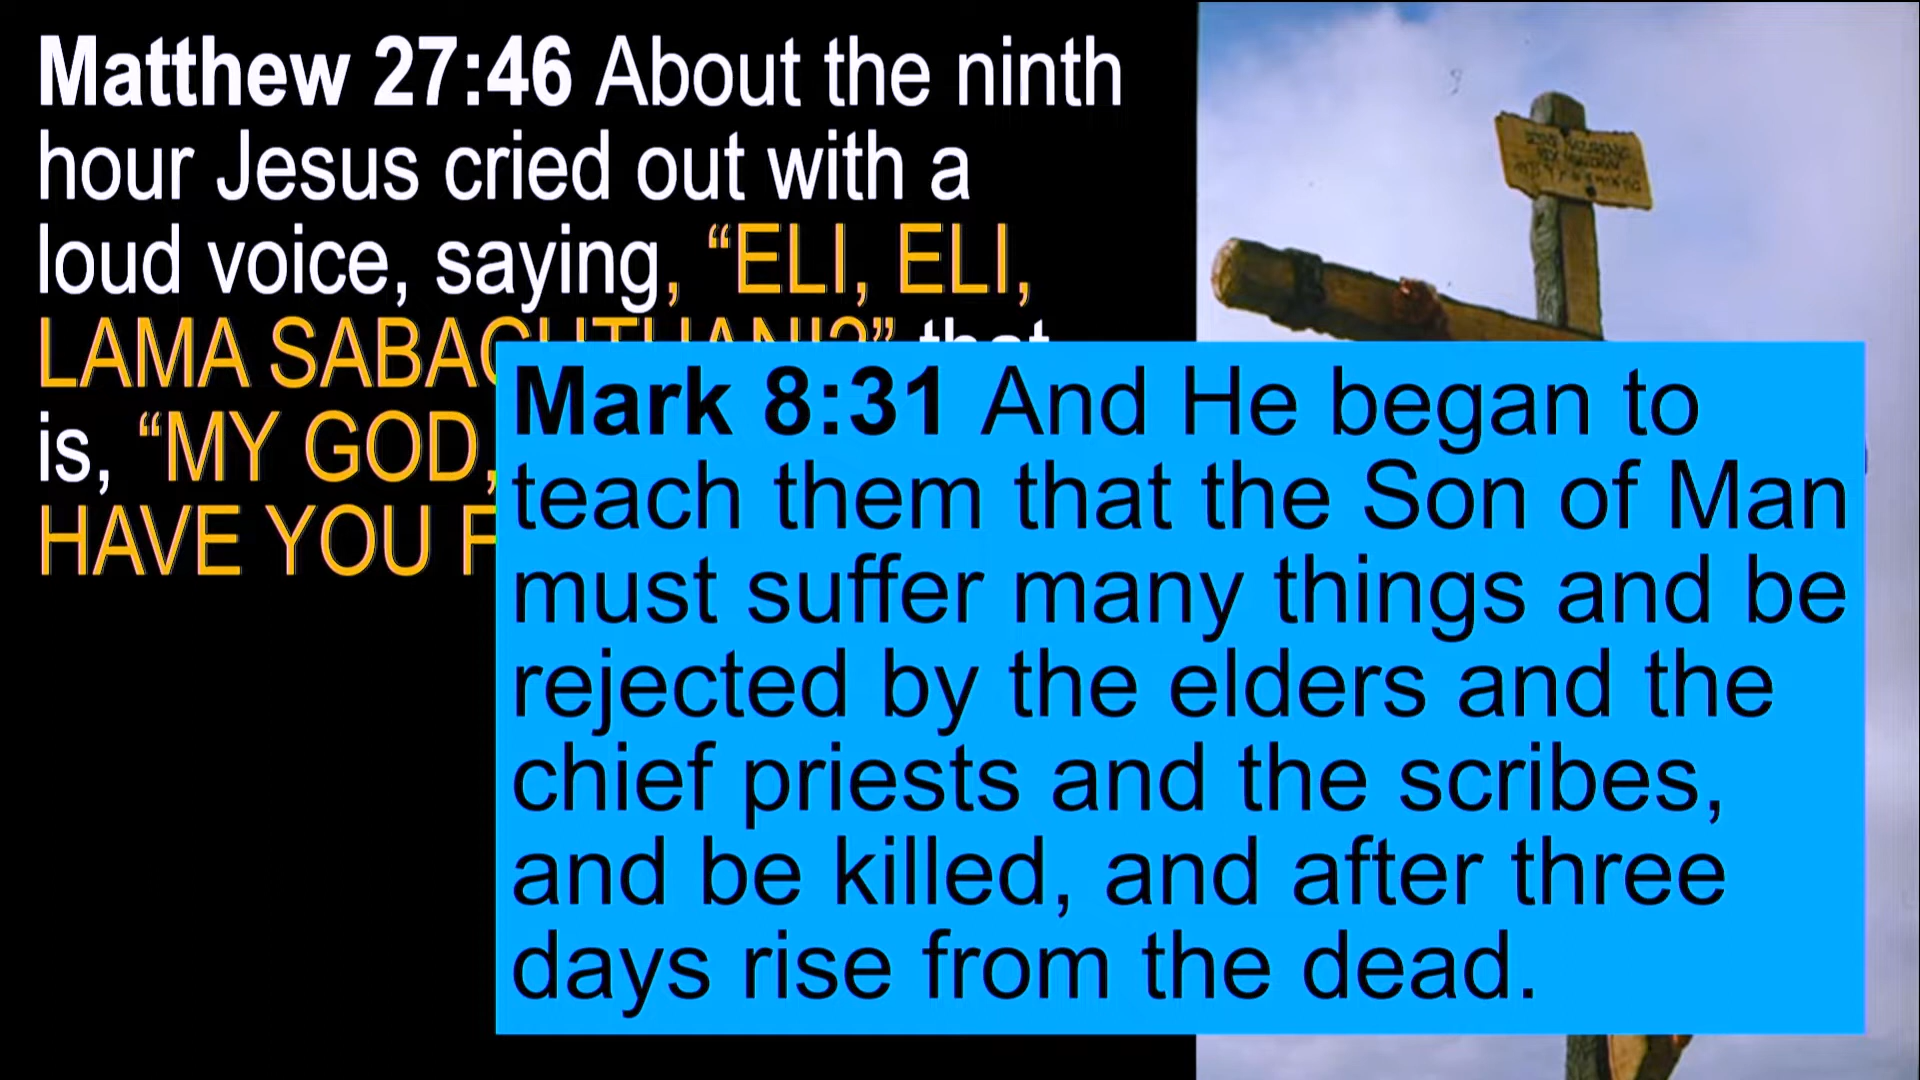 Matthew 27:46 About the ninth
hour Jesus cried out with a
loud voice, saying, “ELI, ELI,
LAMA SABACHTHANI?” that
is, “MY GOD,
HAVE YOU F
Mark 8:31 And He began to
teach them that the Son of Man
must suffer many things and be
rejected by the elders and the
chief priests and the scribes,
and be killed, and after three
days rise from the dead.